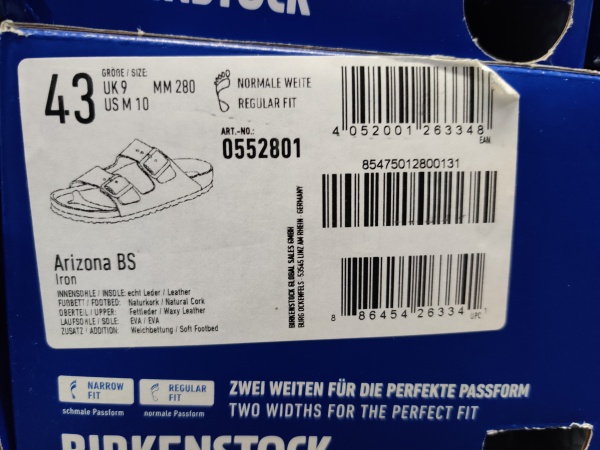 BIRKENSTOCK
43
GRÖßE / SIZE
UK 9 MM 280
US M 10
NORMALE WEITE
REGULAR FIT
ART.-NO.:
0552801
4 052001 263348
EAN
85475012800131
8 86454 26334
UPC
Arizona BS
Iron
INNENSOHLE / INSOLE: echt Leder / Leather
FUßBETT / FOOTBED: Naturkork / Natural Cork
OBERTEIL / UPPER: Fettleder / Waxy Leather
LAUFSOHLE / SOLE: EVA / EVA
ZUSATZ / ADDITION: Weichbettung / Soft Footbed
BIRKENSTOCK GLOBAL SALES GMBH
BURG OCKENFELS · 53545 LINZ AM RHEIN · GERMANY
NARROW
FIT
schmale Passform
REGULAR
FIT
normale Passform
ZWEI WEITEN FÜR DIE PERFEKTE PASSFORM
TWO WIDTHS FOR THE PERFECT FIT
BIRKENSTOCK